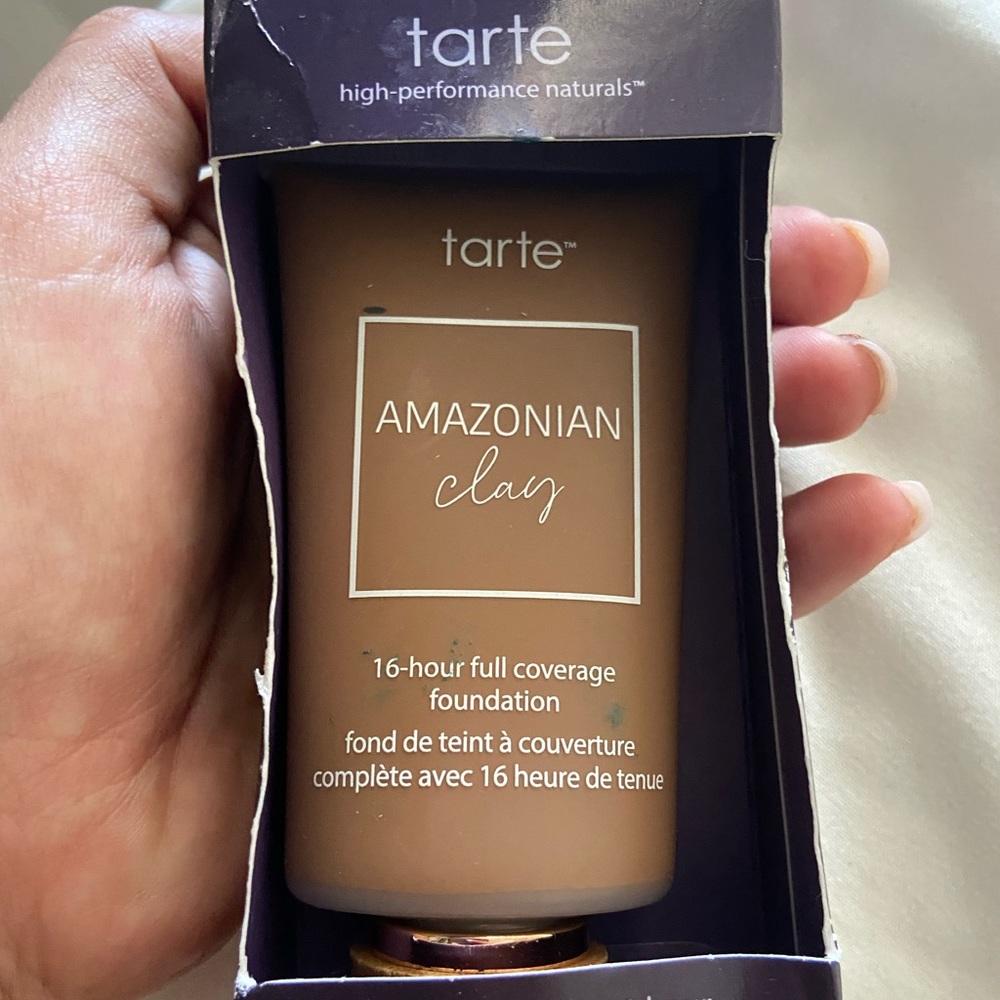 tarte
high-performance naturals™
tarte™
AMAZONIAN
clay
16-hour full coverage
foundation
fond de teint à couverture
complète avec 16 heure de tenue